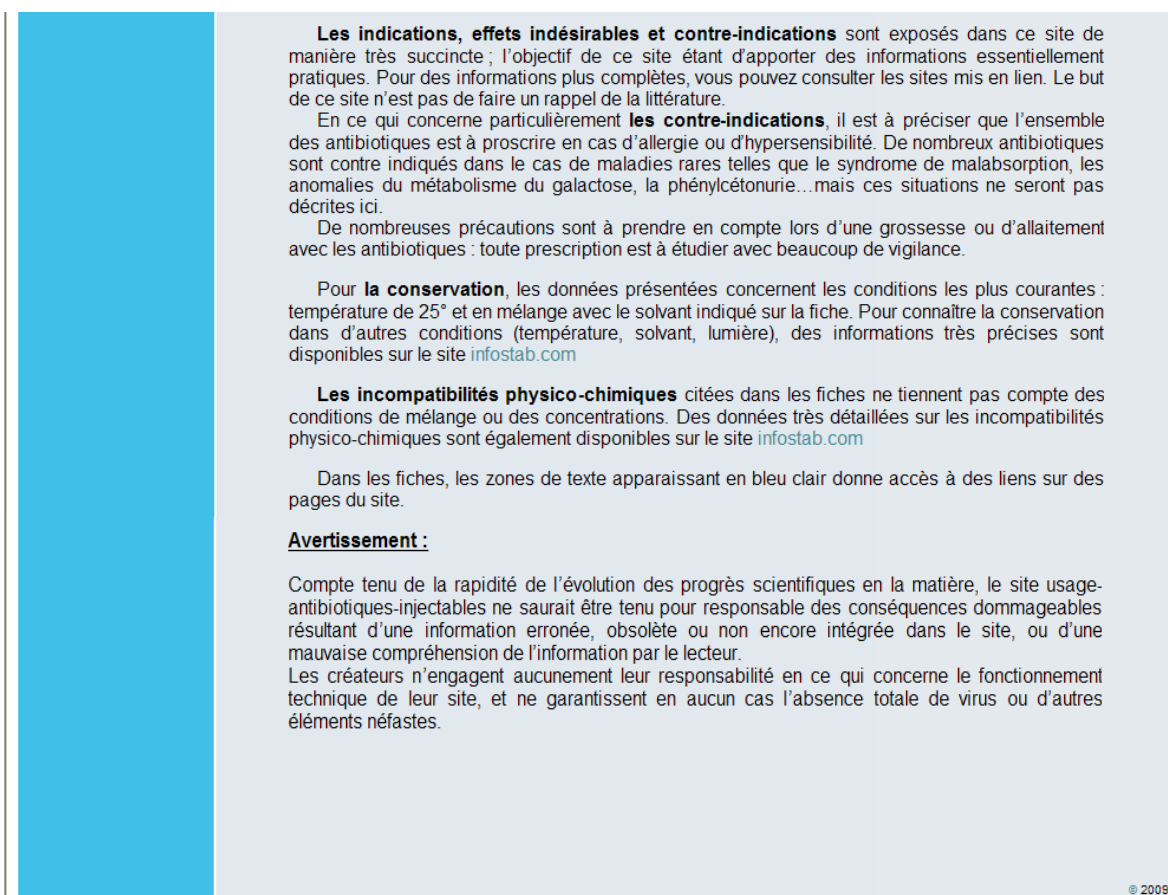 Les indications, effets indésirables et contre-indications sont exposés dans ce site de
manière très succincte ; l’objectif de ce site étant d’apporter des informations essentiellement
pratiques. Pour des informations plus complètes, vous pouvez consulter les sites mis en lien. Le but
de ce site n’est pas de faire un rappel de la littérature.
En ce qui concerne particulièrement les contre-indications, il est à préciser que l’ensemble
des antibiotiques est à proscrire en cas d’allergie ou d’hypersensibilité. De nombreux antibiotiques
sont contre indiqués dans le cas de maladies rares telles que le syndrome de malabsorption, les
anomalies du métabolisme du galactose, la phénylcétonurie…mais ces situations ne seront pas
décrites ici.
De nombreuses précautions sont à prendre en compte lors d’une grossesse ou d’allaitement
avec les antibiotiques : toute prescription est à étudier avec beaucoup de vigilance.
Pour la conservation, les données présentées concernent les conditions les plus courantes :
température de 25° et en mélange avec le solvant indiqué sur la fiche. Pour connaître la conservation
dans d’autres conditions (température, solvant, lumière), des informations très précises sont
disponibles sur le site infostab.com
Les incompatibilités physico-chimiques citées dans les fiches ne tiennent pas compte des
conditions de mélange ou des concentrations. Des données très détaillées sur les incompatibilités
physico-chimiques sont également disponibles sur le site infostab.com
Dans les fiches, les zones de texte apparaissant en bleu clair donne accès à des liens sur des
pages du site.
Avertissement :
Compte tenu de la rapidité de l’évolution des progrès scientifiques en la matière, le site usage-
antibiotiques-injectables ne saurait être tenu pour responsable des conséquences dommageables
résultant d’une information erronée, obsolète ou non encore intégrée dans le site, ou d’une
mauvaise compréhension de l’information par le lecteur.
Les créateurs n’engagent aucunement leur responsabilité en ce qui concerne le fonctionnement
technique de leur site, et ne garantissent en aucun cas l’absence totale de virus ou d’autres
éléments néfastes.
© 2009